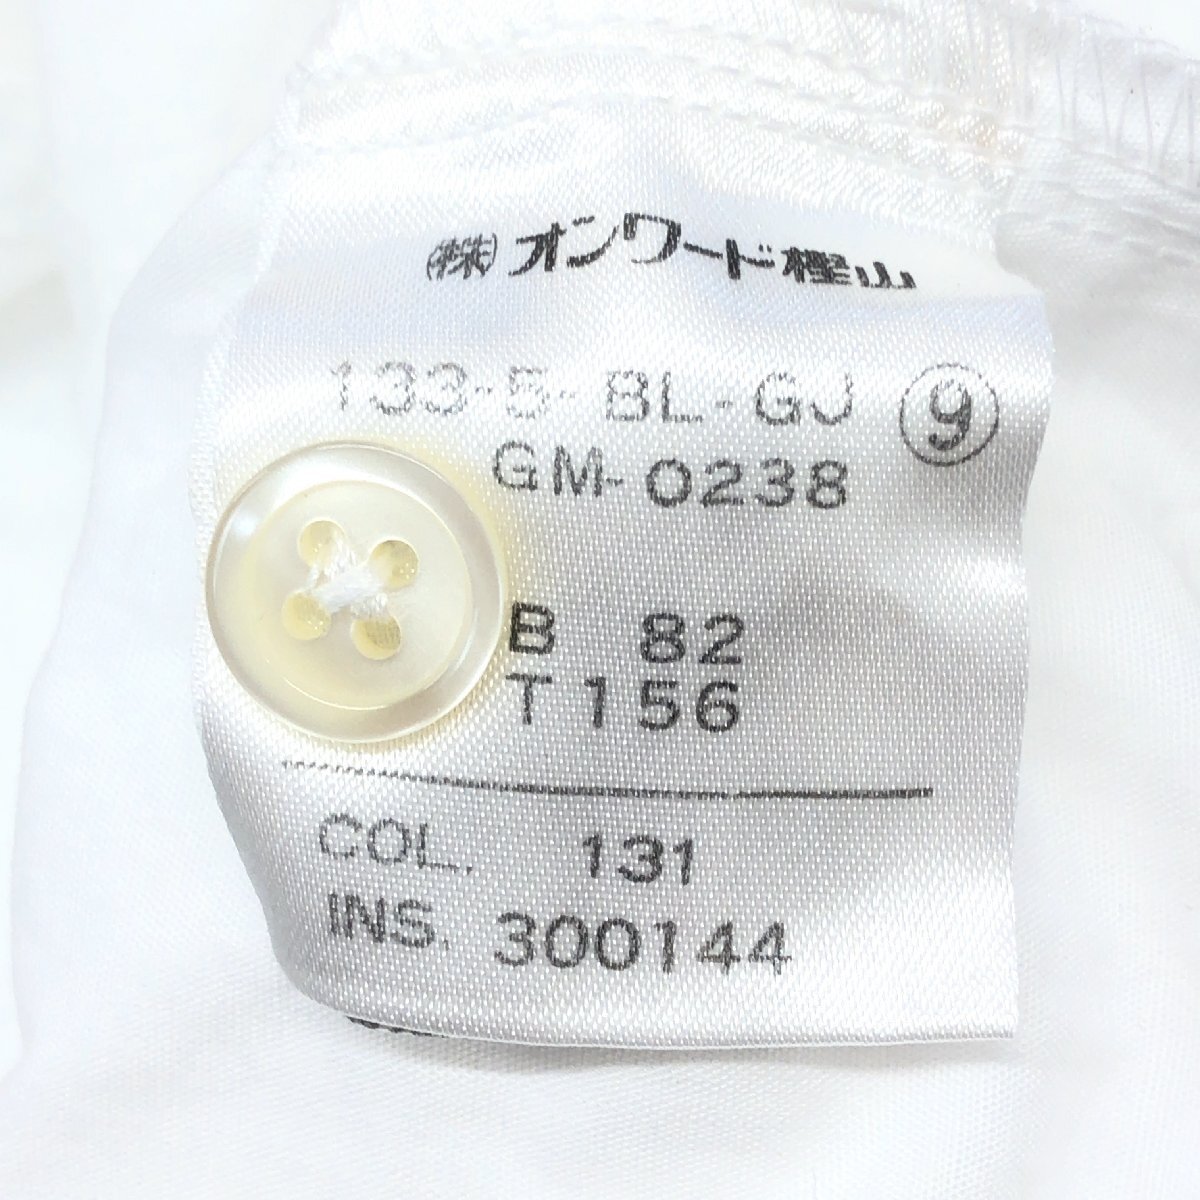 ㈱オンワード樫山
133-5-BL-GJ ⑨
GM-0238
B 82
T 156
COL. 131
INS. 300144